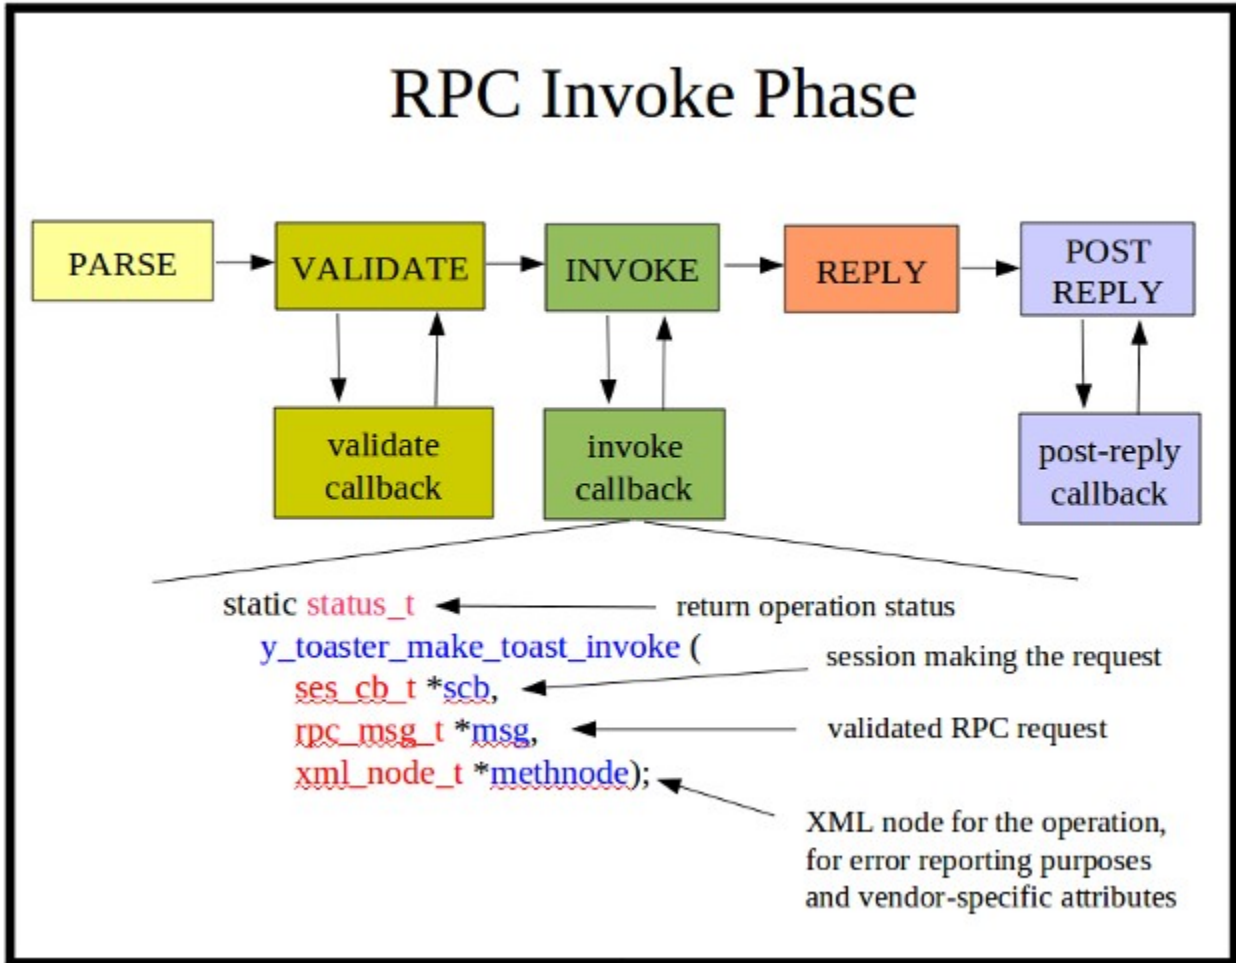 RPC Invoke Phase
PARSE
VALIDATE
INVOKE
REPLY
POST
REPLY
validate
callback
invoke
callback
post-reply
callback
static status_t
return operation status
y_toaster_make_toast_invoke (
session making the request
ses_cb_t *scb,
rpc_msg_t *msg,
validated RPC request
xml_node_t *methnode);
XML node for the operation,
for error reporting purposes
and vendor-specific attributes